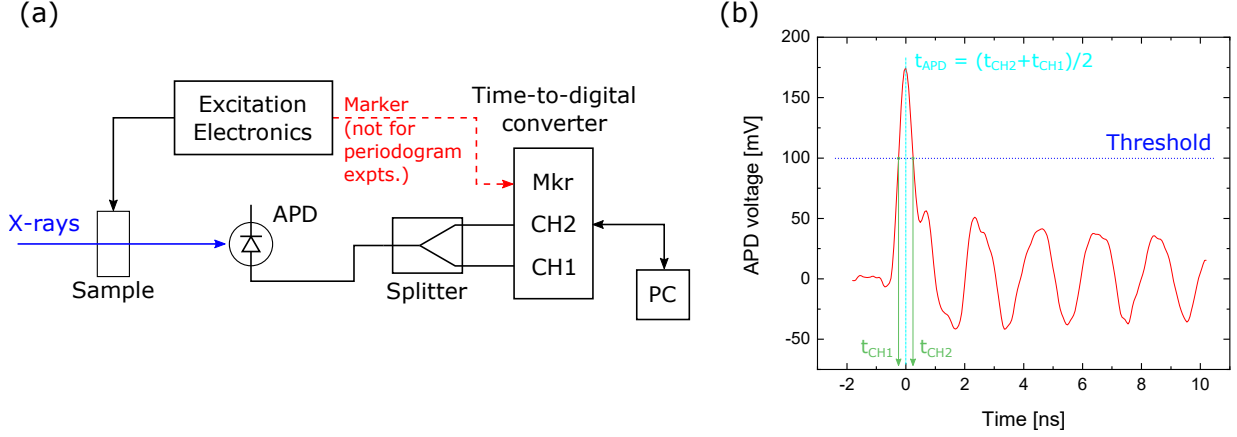 (a)
Excitation
Electronics
Marker
(not for
periodogram
expts.)
Time-to-digital
converter
Mkr
CH2
CH1
X-rays
APD
Sample
Splitter
PC
(b)
200
150
100
50
0
-50
APD voltage [mV]
t_APD = (t_CH2+t_CH1)/2
Threshold
t_CH1
t_CH2
-2 0 2 4 6 8 10
Time [ns]